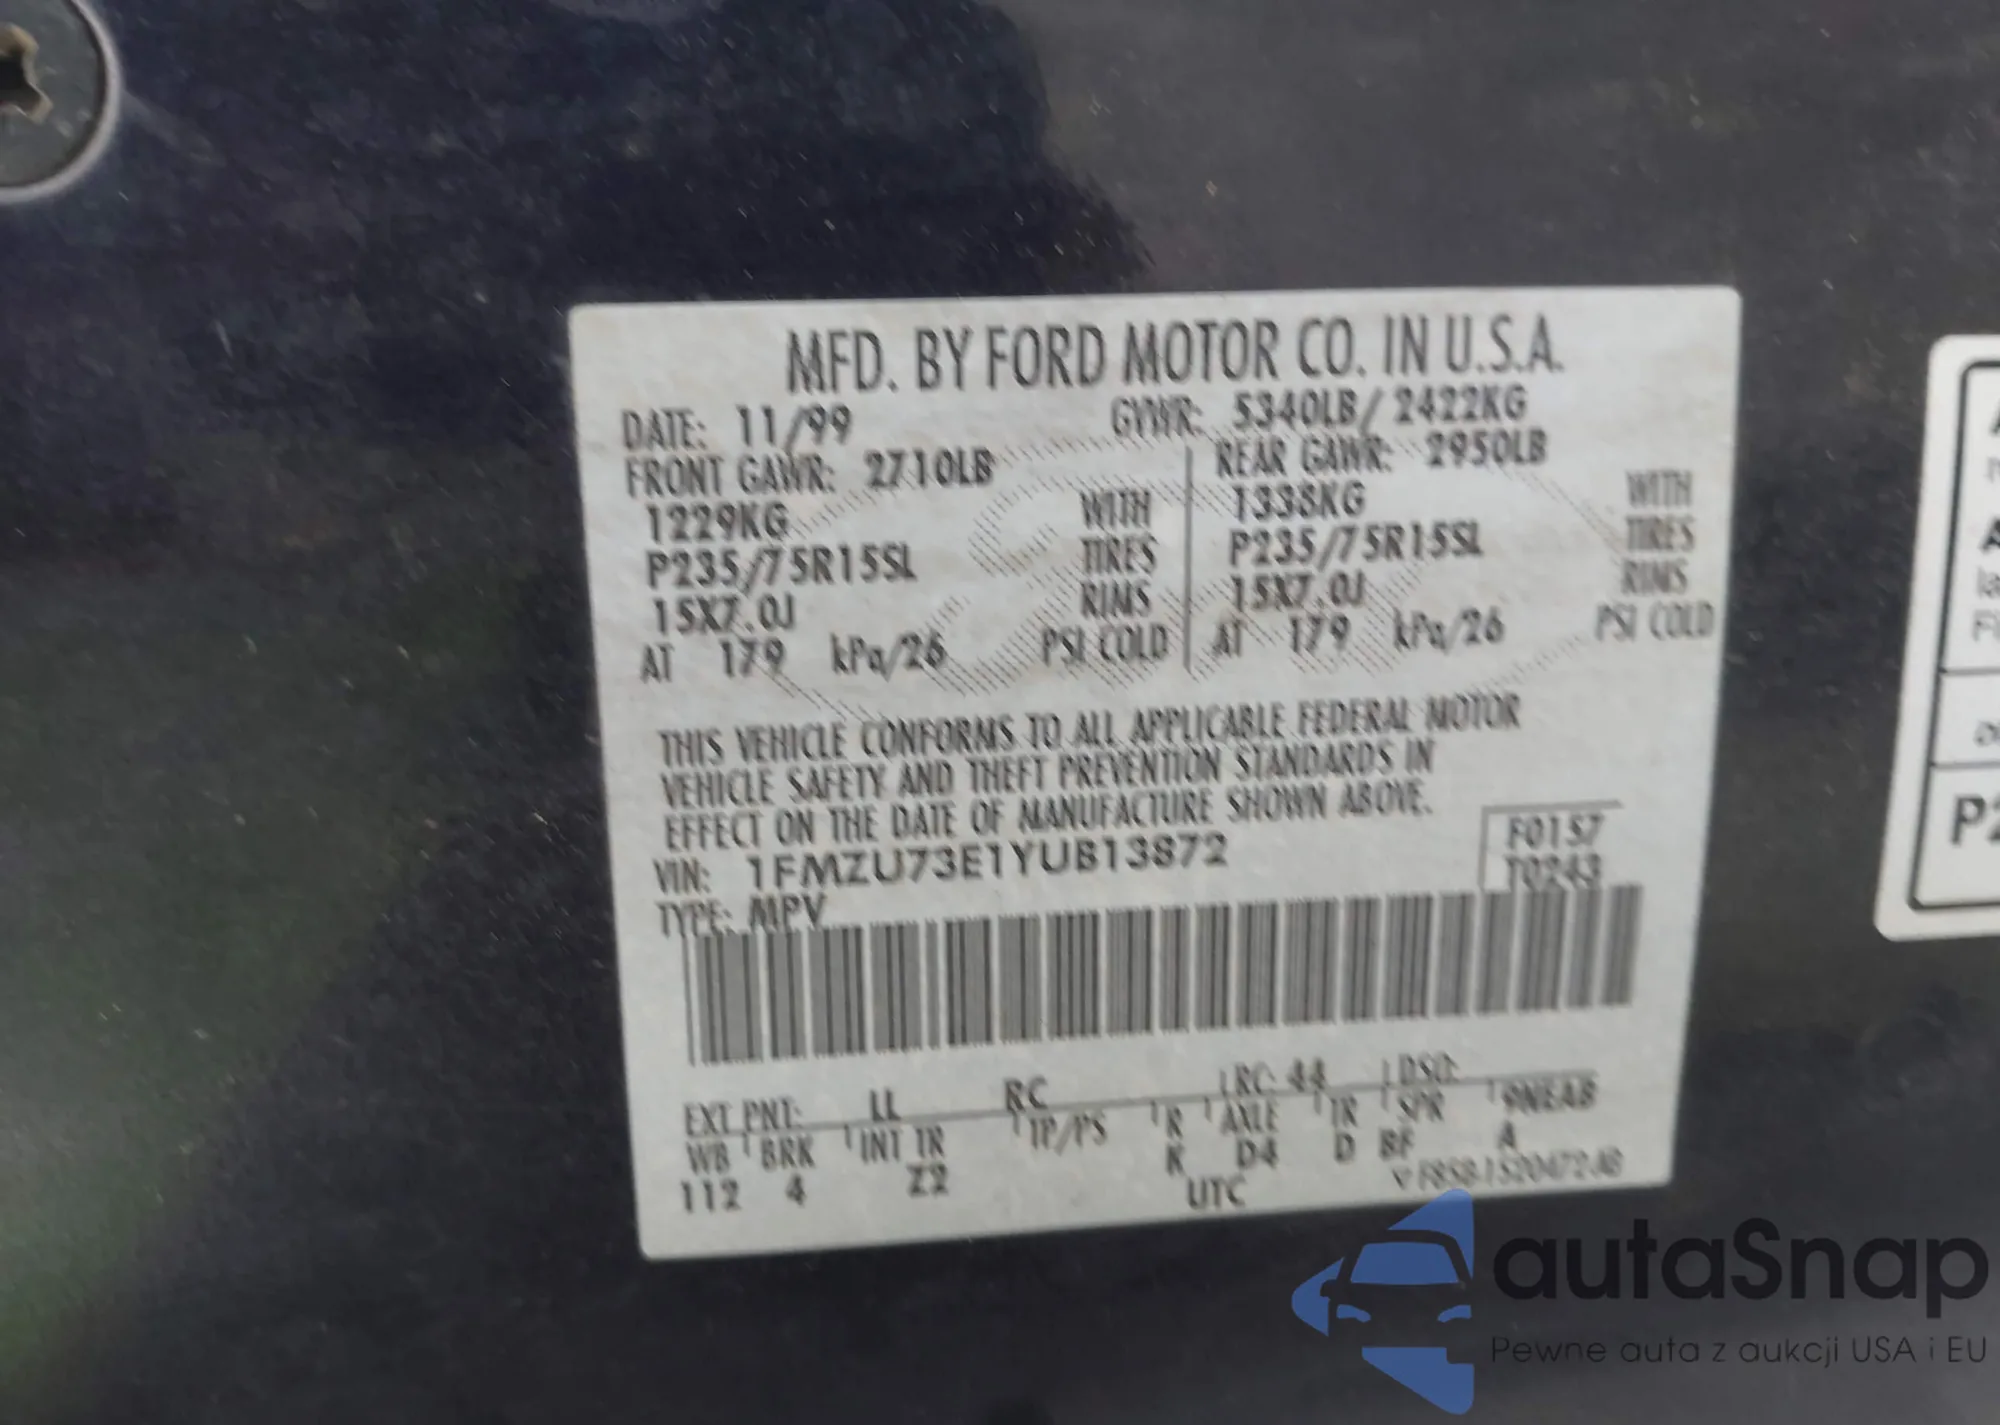 MFD. BY FORD MOTOR CO. IN U.S.A.
DATE: 11/99 GVWR: 5340LB/ 2422KG
FRONT GAWR: 2710LB REAR GAWR: 2950LB
1229KG WITH 1338KG WITH
P235/75R15SL TIRES P235/75R15SL TIRES
15X7.0J RIMS 15X7.0J RIMS
AT 179 kPa/26 PSI COLD AT 179 kPa/26 PSI COLD
THIS VEHICLE CONFORMS TO ALL APPLICABLE FEDERAL MOTOR
VEHICLE SAFETY AND THEFT PREVENTION STANDARDS IN
EFFECT ON THE DATE OF MANUFACTURE SHOWN ABOVE.
VIN: 1FMZU73E1YUB13872 F0157
TYPE: MPV T0243
EXT PNT: LL RC RC: 44 DSO:
WB BRK INT TR TP/PS R AXLE TR SPR 9NEAB
112 4 Z2 K D4 D BF A
UTC F85B-1520472-AB
P2
autaSnap
Pewne auta z aukcji USA i EU